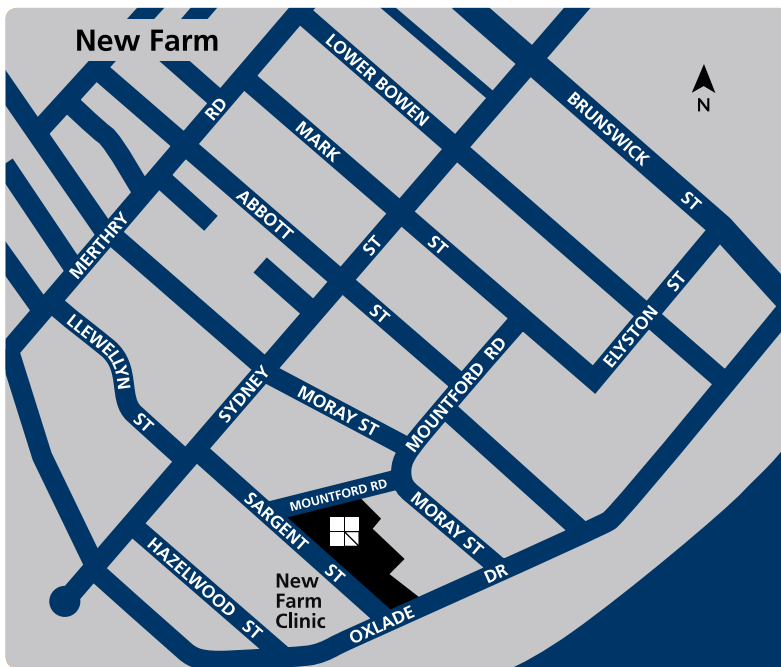 New Farm
LOWER BOWEN
BRUNSWICK
ST
N
RD
MARK
ST
ABBOTT
ST
ST
MERTHRY
ELYSTON
ST
LLEWELLYN
ST
SYDNEY
MORAY ST
MOUNTFORD RD
MOUNTFORD RD
SARGENT
ST
MORAY ST
HAZELWOOD ST
New
Farm
Clinic
OXLADE
DR